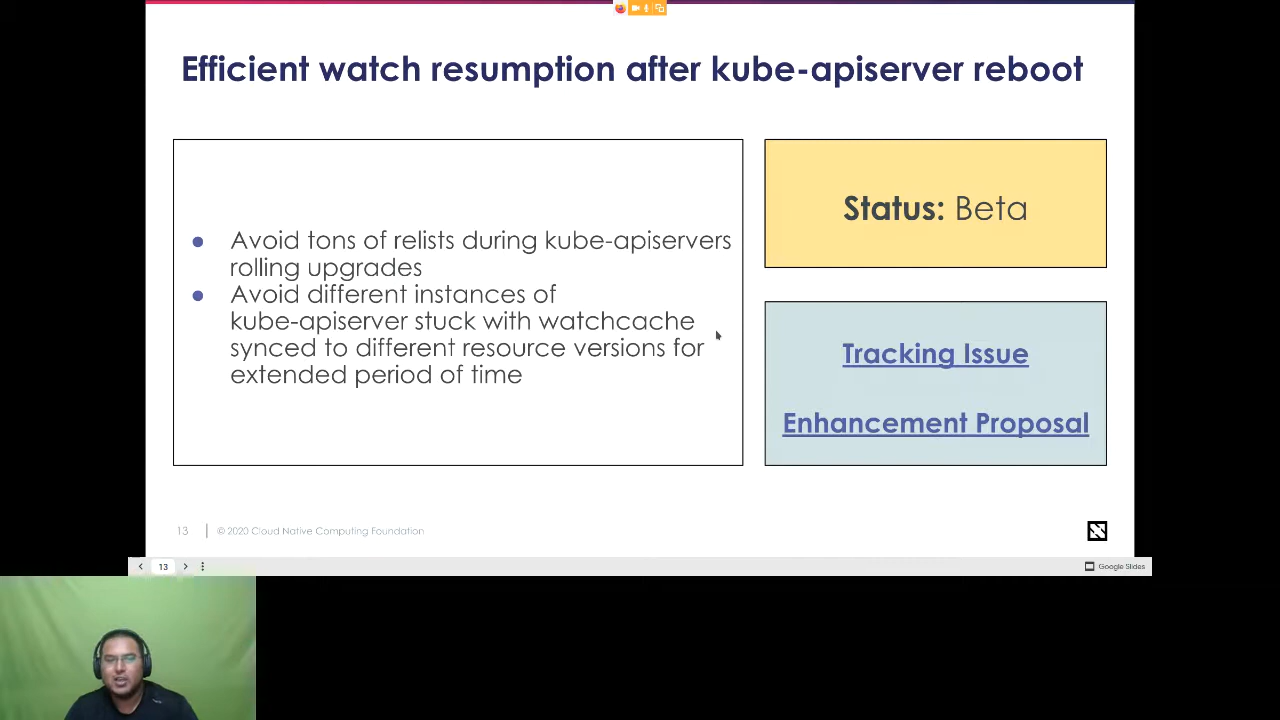 Efficient watch resumption after kube-apiserver reboot
● Avoid tons of relists during kube-apiservers
rolling upgrades
● Avoid different instances of
kube-apiserver stuck with watchcache
synced to different resource versions for
extended period of time
Status: Beta
Tracking Issue
Enhancement Proposal
13 | © 2020 Cloud Native Computing Foundation
13
Google Slides